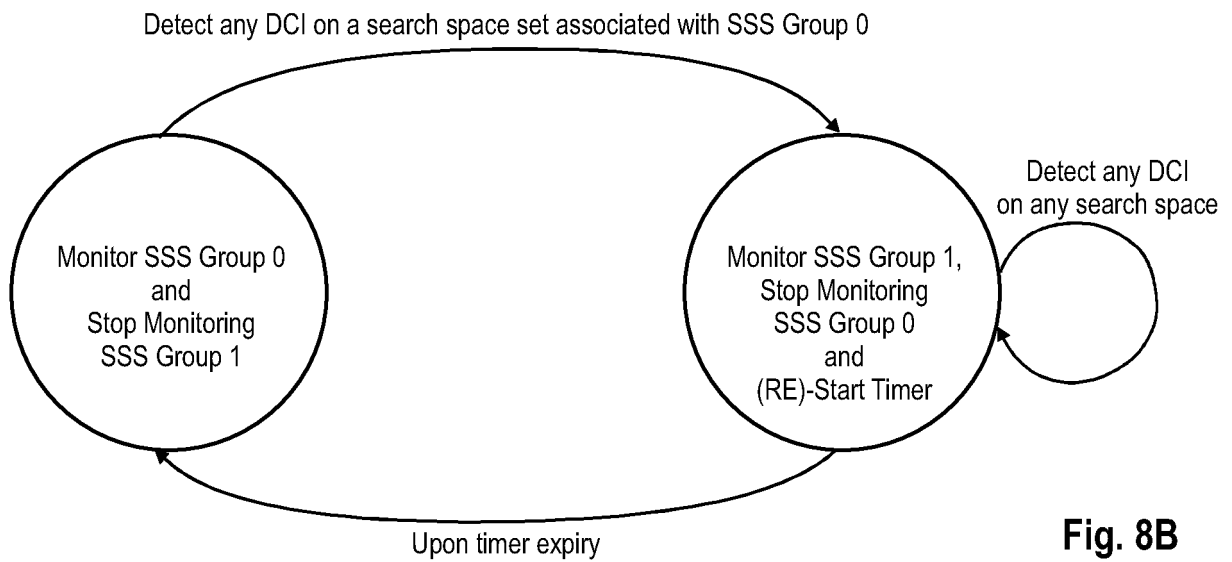 Detect any DCI on a search space set associated with SSS Group 0
Monitor SSS Group 0
and
Stop Monitoring
SSS Group 1
Monitor SSS Group 1,
Stop Monitoring
SSS Group 0
and
(RE)-Start Timer
Detect any DCI
on any search space
Upon timer expiry
Fig. 8B